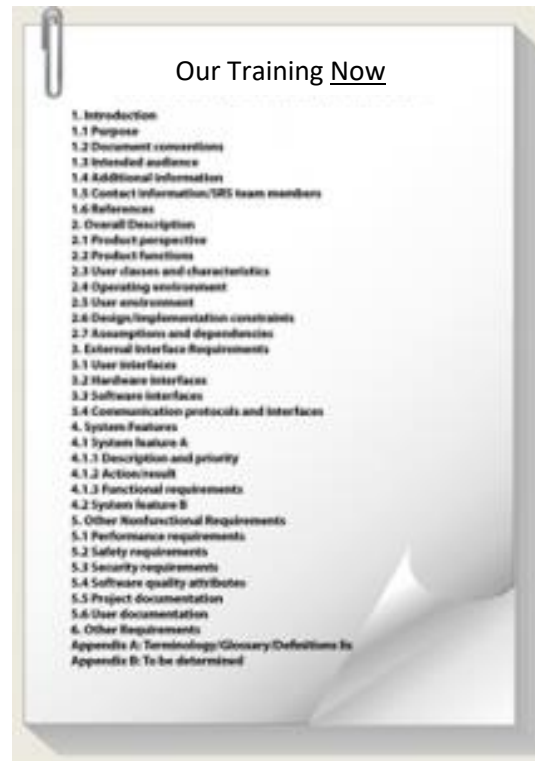 Our Training Now
1. Introduction
1.1 Purpose
1.2 Document conventions
1.3 Intended audience
1.4 Additional information
1.5 Contact information/SRS team members
1.6 References
2. Overall Description
2.1 Product perspective
2.2 Product functions
2.3 User classes and characteristics
2.4 Operating environment
2.5 User environment
2.6 Design/implementation constraints
2.7 Assumptions and dependencies
3. External Interface Requirements
3.1 User interfaces
3.2 Hardware interfaces
3.3 Software interfaces
3.4 Communication protocols and interfaces
4. System Features
4.1 System feature A
4.1.1 Description and priority
4.1.2 Action/result
4.1.3 Functional requirements
4.2 System feature B
5. Other Nonfunctional Requirements
5.1 Performance requirements
5.2 Safety requirements
5.3 Security requirements
5.4 Software quality attributes
5.5 Project documentation
5.6 User documentation
6. Other Requirements
Appendix A: Terminology/Glossary/Definitions
Appendix B: To be determined